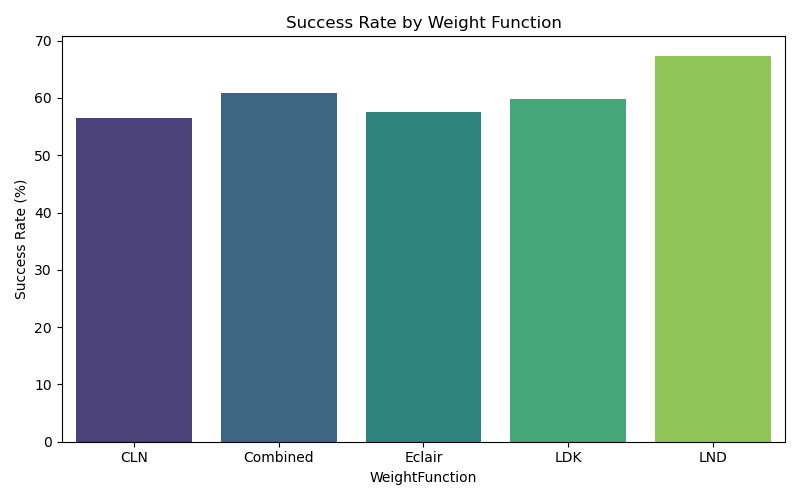 Success Rate by Weight Function
Success Rate (%)
70
60
50
40
30
20
10
0
CLN Combined Eclair LDK LND
WeightFunction